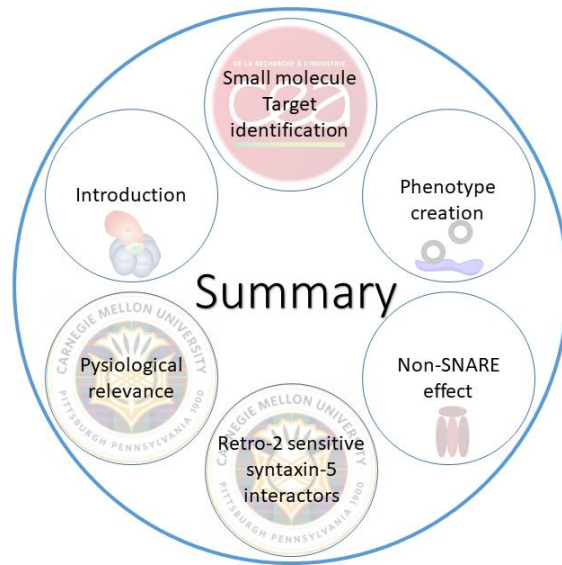 DE LA RECHERCHE À L'INDUSTRIE
Small molecule
Target
identification
cea
Introduction
Phenotype
creation
Summary
CARNEGIE MELLON UNIVERSITY
PITTSBURGH PENNSYLVANIA 1900
Pysiological
relevance
Non-SNARE
effect
CARNEGIE MELLON UNIVERSITY
PITTSBURGH PENNSYLVANIA 1900
Retro-2 sensitive
syntaxin-5
interactors